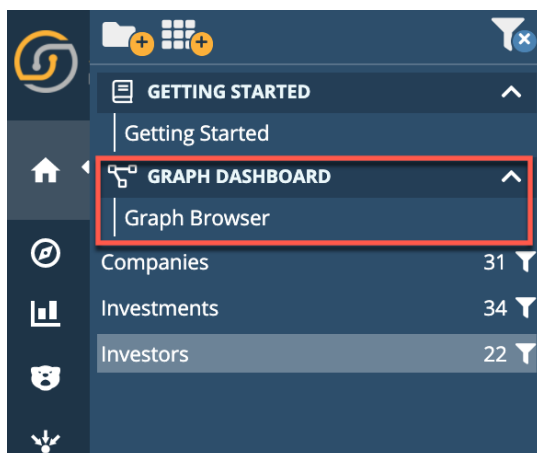 GETTING STARTED
Getting Started
GRAPH DASHBOARD
Graph Browser
Companies 31
Investments 34
Investors 22